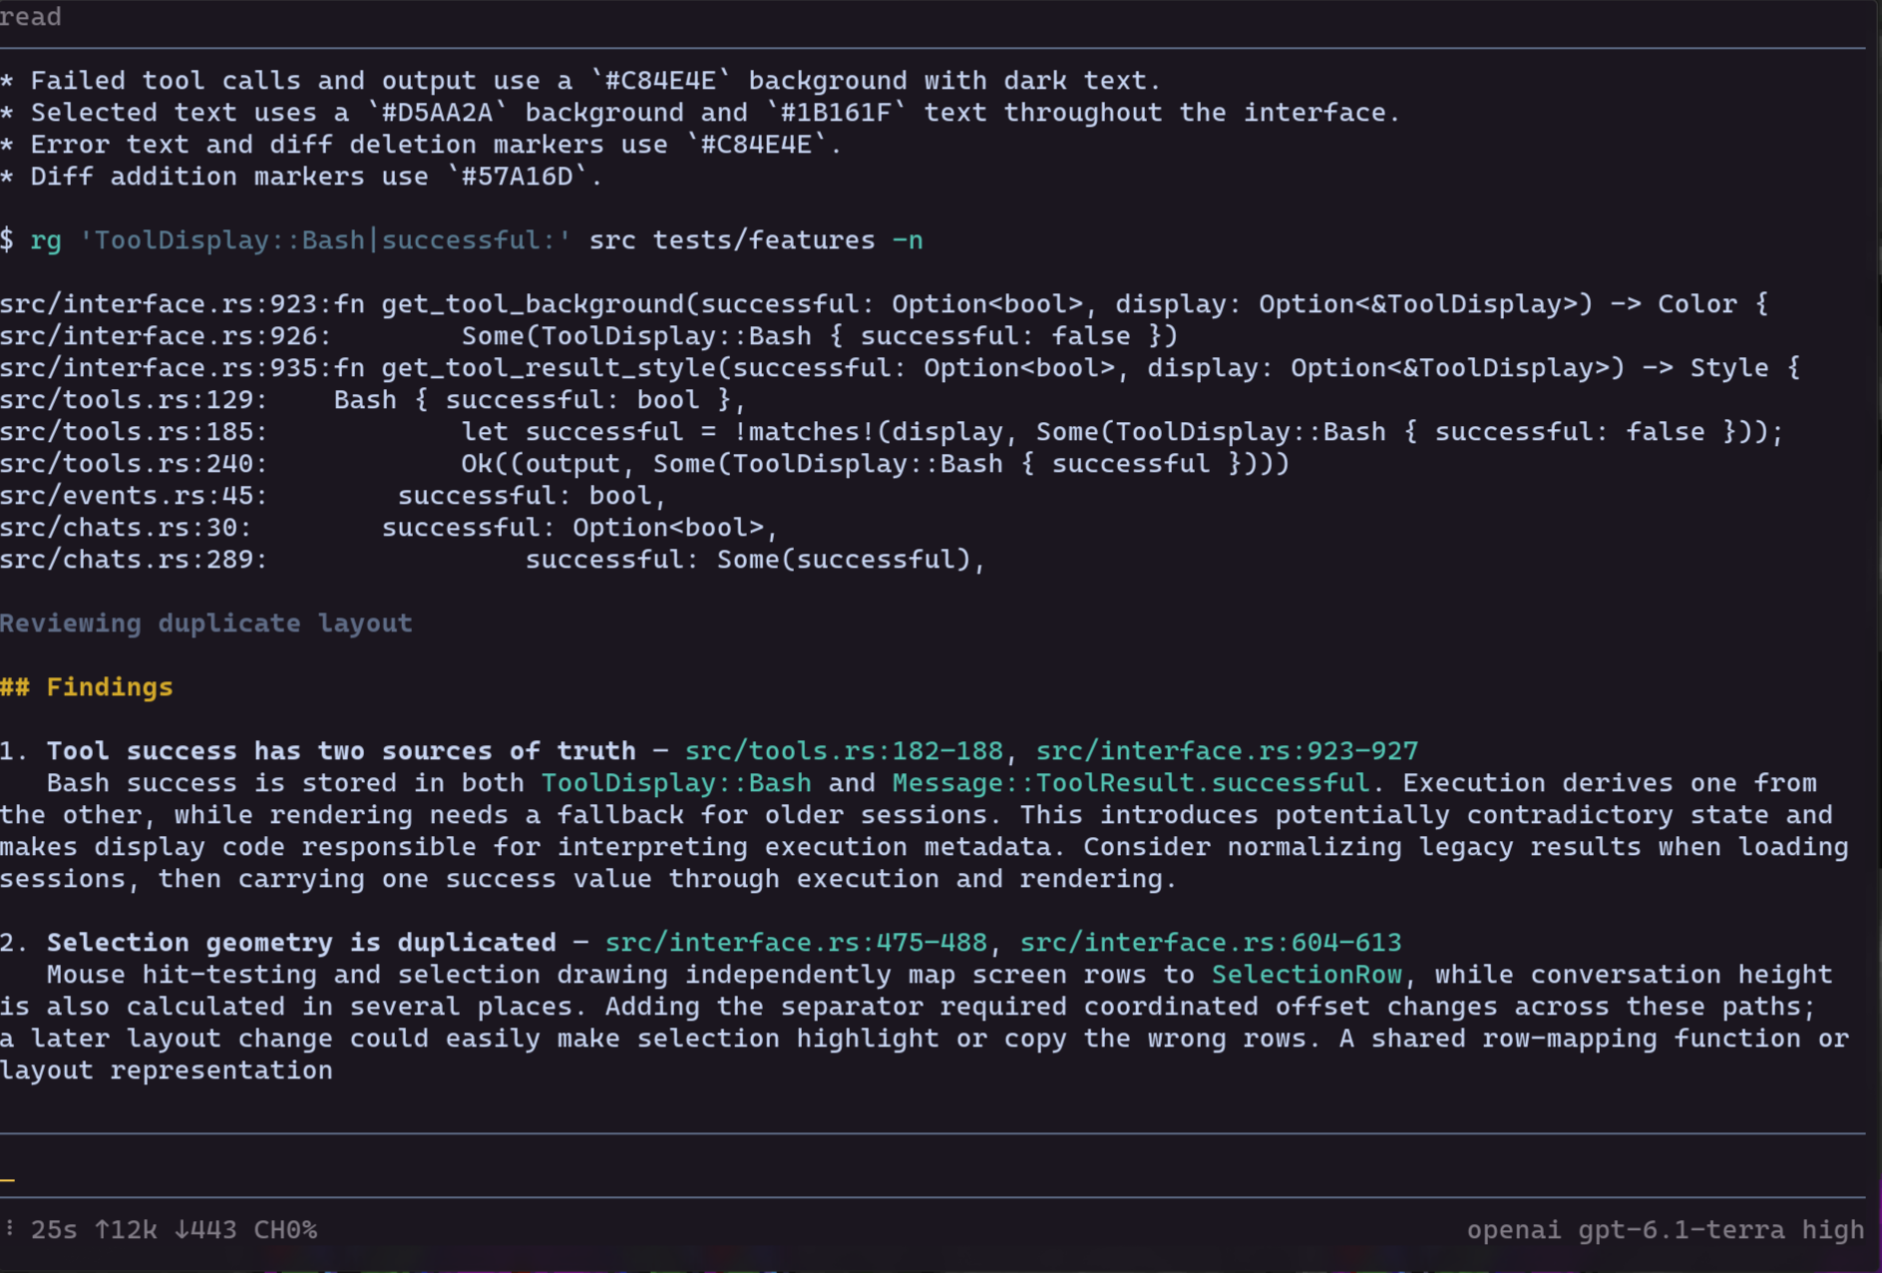 read
* Failed tool calls and output use a `#C84E4E` background with dark text.
* Selected text uses a `#D5AA2A` background and `#1B161F` text throughout the interface.
* Error text and diff deletion markers use `#C84E4E`.
* Diff addition markers use `#57A16D`.
$ rg 'ToolDisplay::Bash|successful:' src tests/features -n
src/interface.rs:923:fn get_tool_background(successful: Option<bool>, display: Option<&ToolDisplay>) -> Color {
src/interface.rs:926:        Some(ToolDisplay::Bash { successful: false })
src/interface.rs:935:fn get_tool_result_style(successful: Option<bool>, display: Option<&ToolDisplay>) -> Style {
src/tools.rs:129:    Bash { successful: bool },
src/tools.rs:185:            let successful = !matches!(display, Some(ToolDisplay::Bash { successful: false }));
src/tools.rs:240:            Ok((output, Some(ToolDisplay::Bash { successful })))
src/events.rs:45:        successful: bool,
src/chats.rs:30:        successful: Option<bool>,
src/chats.rs:289:                successful: Some(successful),
Reviewing duplicate layout
## Findings
1. Tool success has two sources of truth — src/tools.rs:182-188, src/interface.rs:923-927
   Bash success is stored in both ToolDisplay::Bash and Message::ToolResult.successful. Execution derives one from
the other, while rendering needs a fallback for older sessions. This introduces potentially contradictory state and
makes display code responsible for interpreting execution metadata. Consider normalizing legacy results when loading
sessions, then carrying one success value through execution and rendering.
2. Selection geometry is duplicated — src/interface.rs:475-488, src/interface.rs:604-613
   Mouse hit-testing and selection drawing independently map screen rows to SelectionRow, while conversation height
is also calculated in several places. Adding the separator required coordinated offset changes across these paths;
a later layout change could easily make selection highlight or copy the wrong rows. A shared row-mapping function or
layout representation
⠸ 25s ↑12k ↓443 CH0%
openai gpt-6.1-terra high